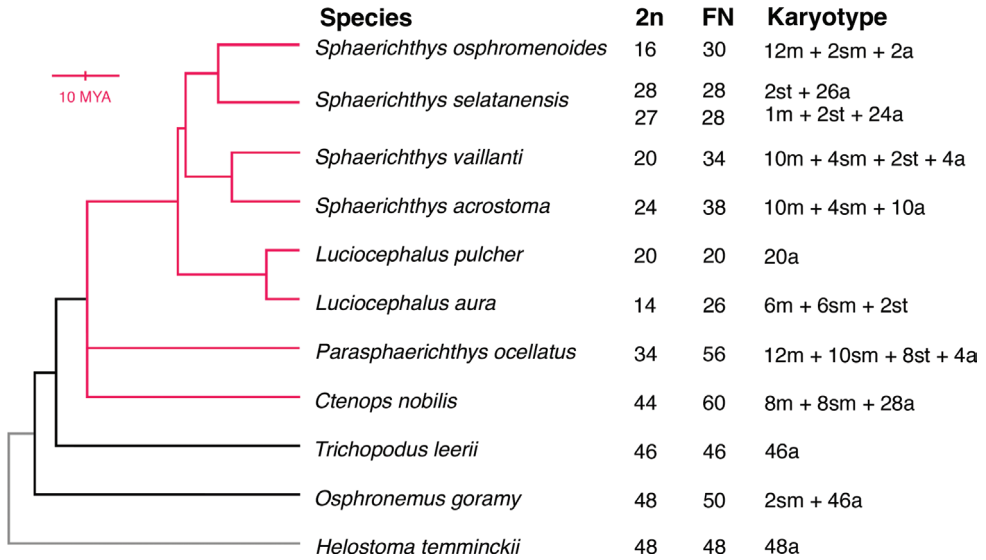 Species 2n FN Karyotype
Sphaerichthys osphromenoides 16 30 12m + 2sm + 2a
10 MYA
Sphaerichthys selatanensis 28 28 2st + 26a
27 28 1m + 2st + 24a
Sphaerichthys vaillanti 20 34 10m + 4sm + 2st + 4a
Sphaerichthys acrostoma 24 38 10m + 4sm + 10a
Luciocephalus pulcher 20 20 20a
Luciocephalus aura 14 26 6m + 6sm + 2st
Parasphaerichthys ocellatus 34 56 12m + 10sm + 8st + 4a
Ctenops nobilis 44 60 8m + 8sm + 28a
Trichopodus leerii 46 46 46a
Osphronemus goramy 48 50 2sm + 46a
Helostoma temminckii 48 48 48a